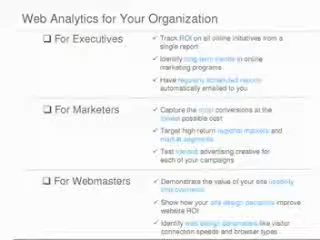 Web Analytics for Your Organization
For Executives
Track ROI on all online initiatives from a
single report
Identify long-term trends in online
marketing programs
Have regularly scheduled reports
automatically emailed to you
For Marketers
Capture the most conversions at the
lowest possible cost
Target high return regional markets and
market segments
Test advertising creative for
each of your campaigns
For Webmasters
Demonstrate the value of your site usability
improvements
Show how your site design decisions improve
website ROI
Identify web design parameters like visitor
connection speeds and browser types